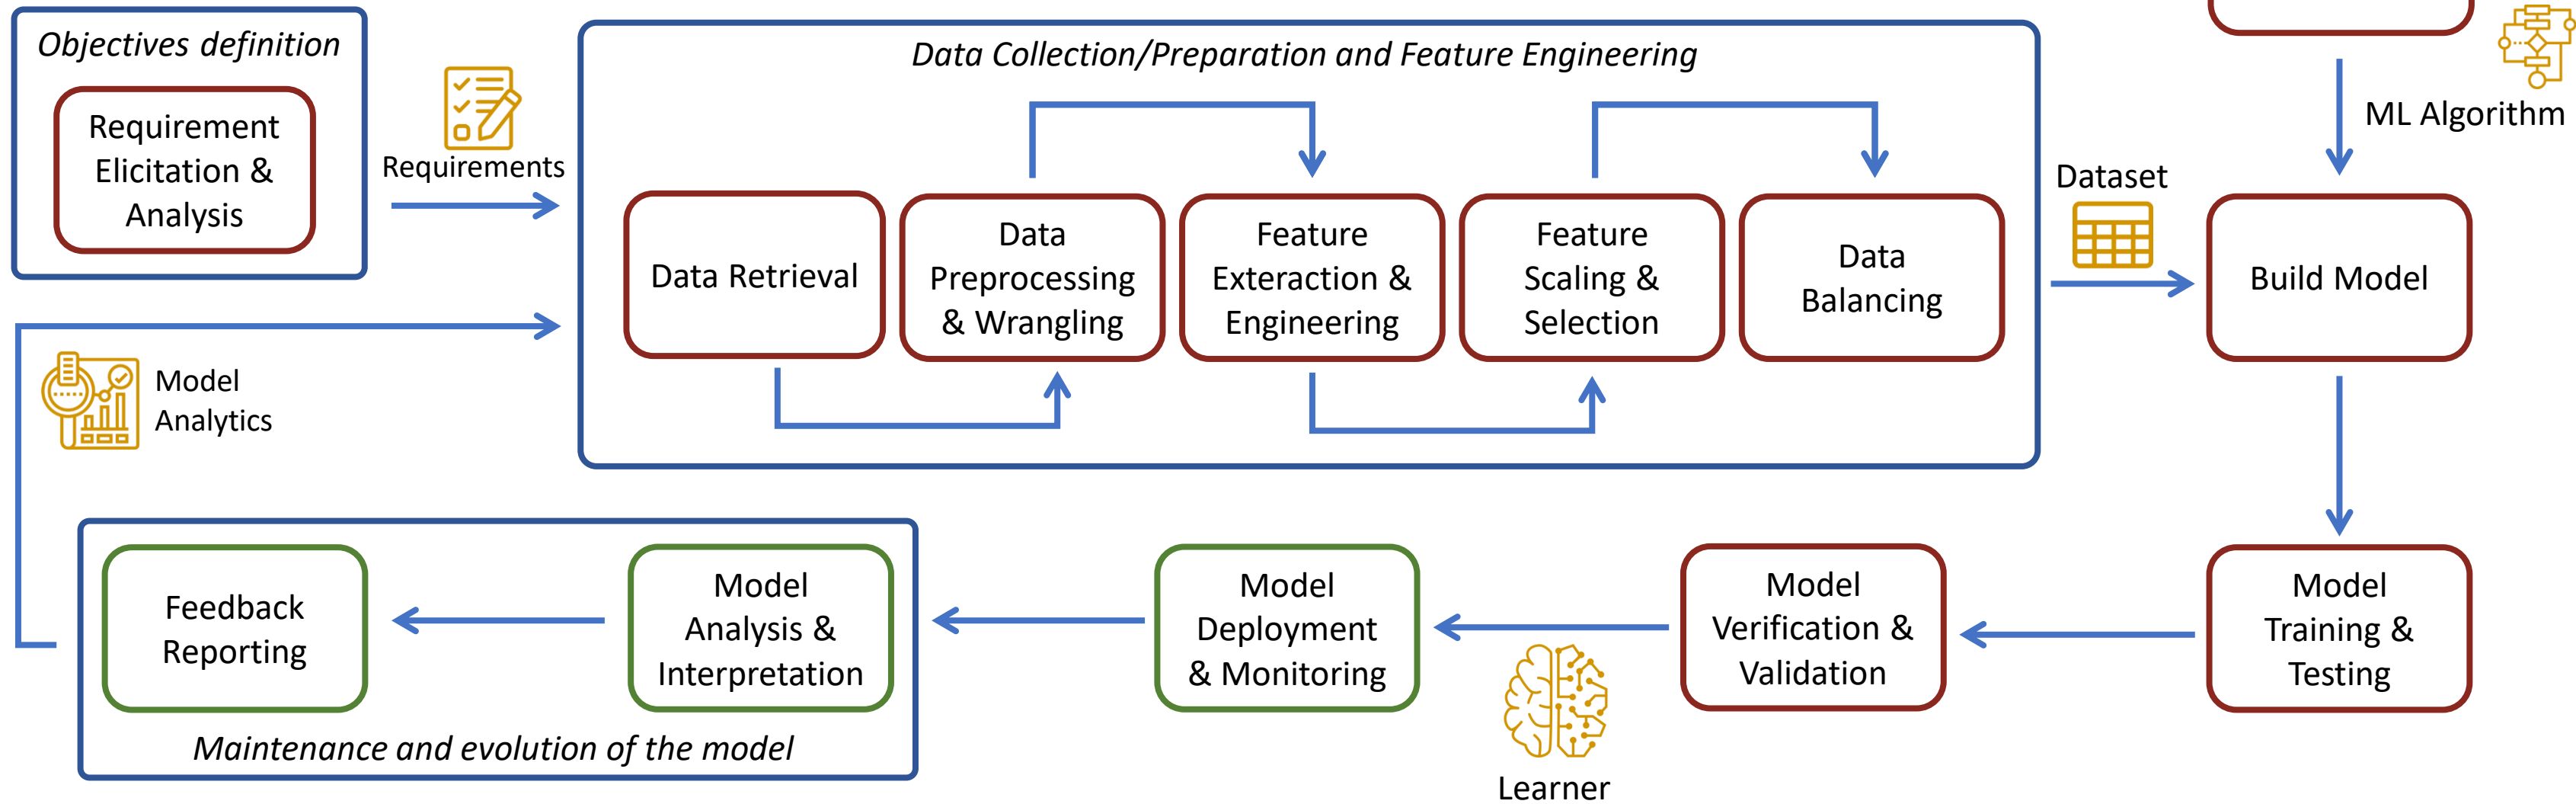 Objectives definition
Requirement
Elicitation &
Analysis
Requirements
Data Collection/Preparation and Feature Engineering
Data Retrieval
Data
Preprocessing
& Wrangling
Feature
Exteraction &
Engineering
Feature
Scaling &
Selection
Data
Balancing
Dataset
ML Algorithm
Build Model
Model
Analytics
Model
Training &
Testing
Model
Verification &
Validation
Learner
Model
Deployment
& Monitoring
Model
Analysis &
Interpretation
Feedback
Reporting
Maintenance and evolution of the model